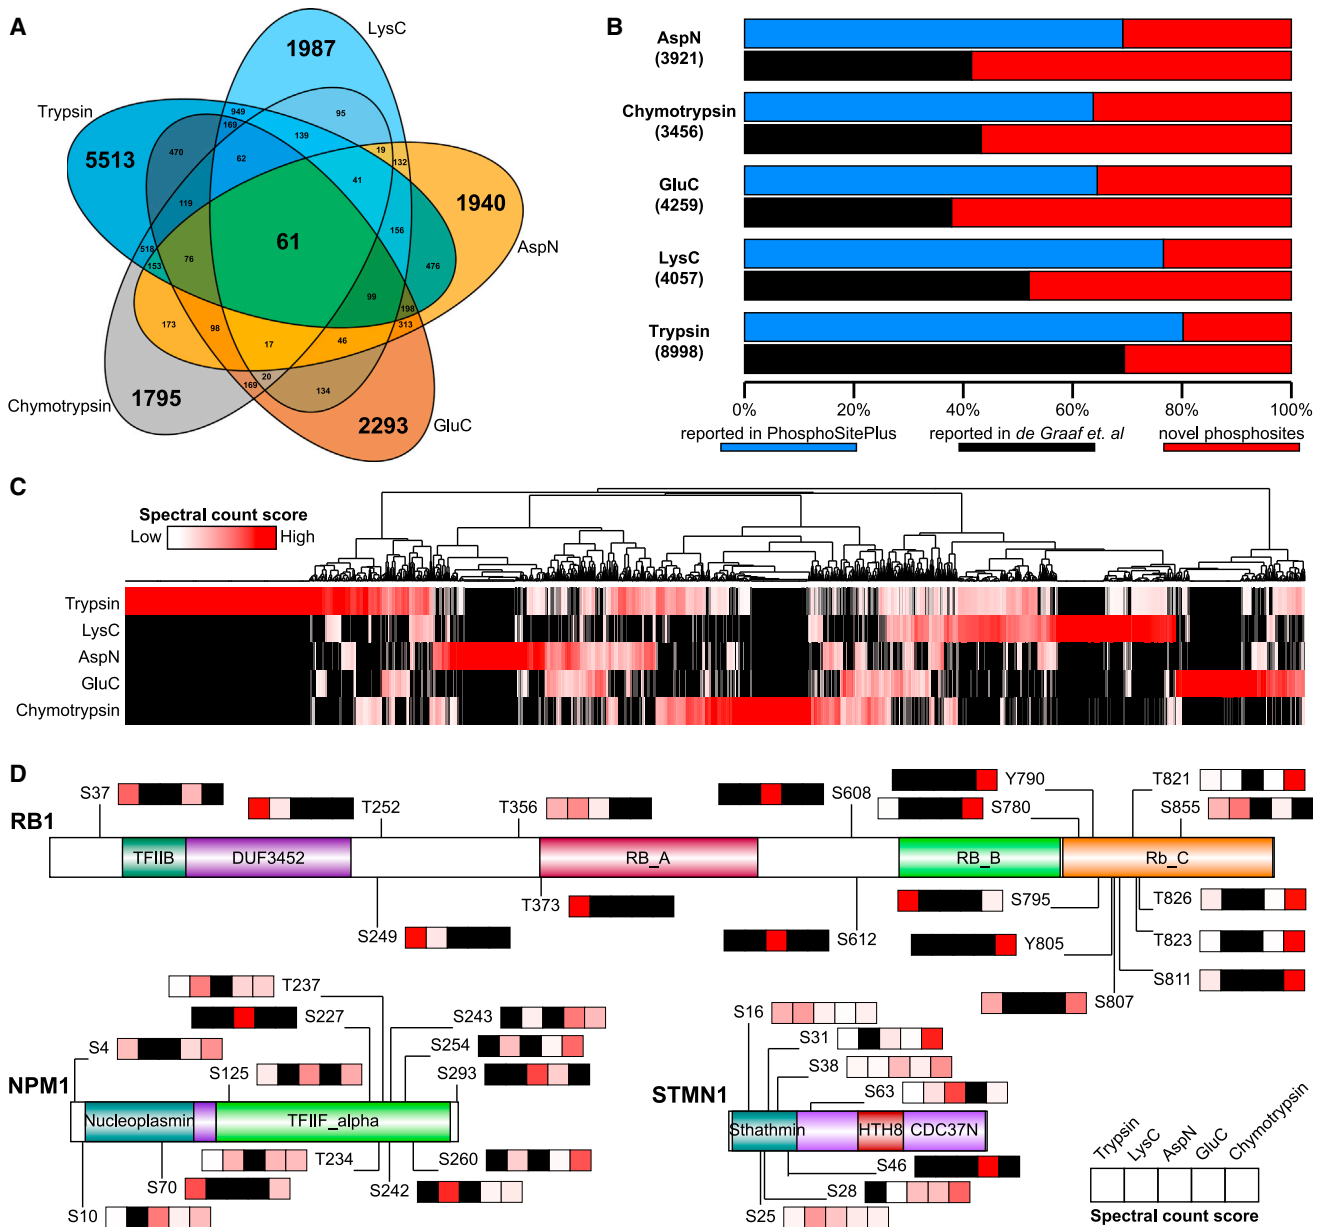 A
LysC
1987
Trypsin
5513
949
95
169
139
470
62
19
132
41
1940
119
AspN
61
156
518
153
76
476
99
198
313
173
98
17
46
20
169
134
1795
Chymotrypsin
2293
GluC
B
AspN
(3921)
Chymotrypsin
(3456)
GluC
(4259)
LysC
(4057)
Trypsin
(8998)
0% 20% 40% 60% 80% 100%
reported in PhosphoSitePlus reported in de Graaf et. al novel phosphosites
C
Spectral count score
Low High
Trypsin
LysC
AspN
GluC
Chymotrypsin
D
RB1
S37
T252
T356
S608
Y790
S780
T821
S855
TFIIB DUF3452 RB_A RB_B Rb_C
S249
T373
S612
S795
Y805
S807
T826
T823
S811
NPM1
T237
S227
S4
S125
S243
S254
S293
Nucleoplasmin TFIIF_alpha
T234
S70
S10
S242
S260
STMN1
S16
S31
S38
S63
Sthathmin HTH8 CDC37N
S46
S28
S25
Trypsin
LysC
AspN
GluC
Chymotrypsin
Spectral count score